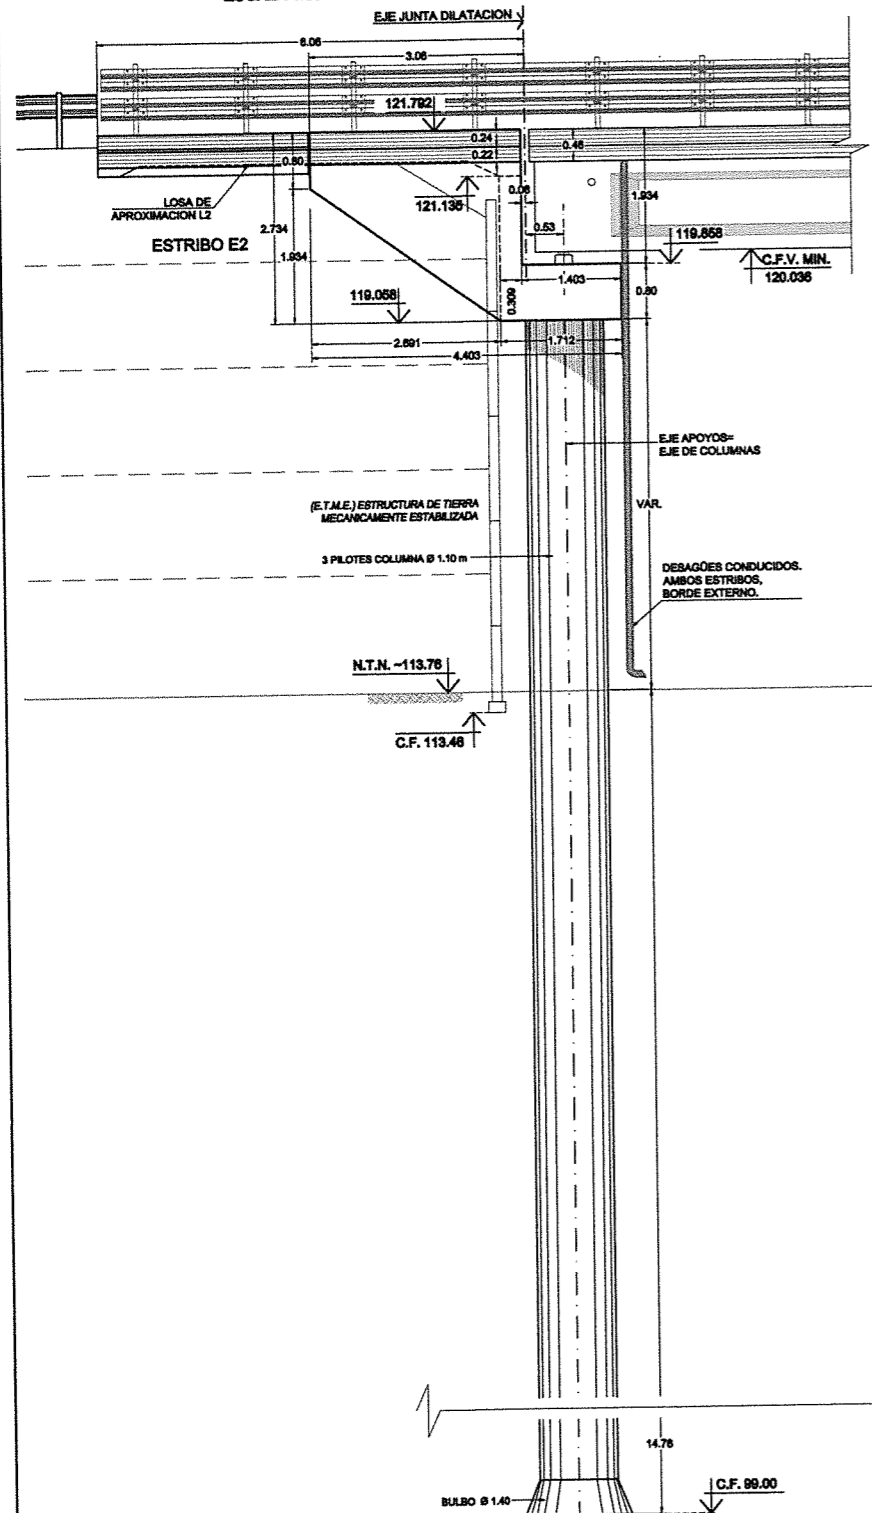 EJE JUNTA DILATACION
6.06
3.06
121.792
0.24
0.22
0.46
0.80
LOSA DE
APROXIMACION L2
121.136
0.06
1.934
ESTRIBO E2
2.734
1.934
0.53
119.858
C.F.V. MIN.
120.036
1.403
0.80
119.058
0.309
2.691
1.712
4.403
EJE APOYOS=
EJE DE COLUMNAS
(E.T.M.E.) ESTRUCTURA DE TIERRA
MECANICAMENTE ESTABILIZADA
VAR.
3 PILOTES COLUMNA Ø 1.10 m
DESAGÜES CONDUCIDOS.
AMBOS ESTRIBOS,
BORDE EXTERNO.
N.T.N. ~113.76
C.F. 113.46
14.76
C.F. 99.00
BULBO Ø 1.40